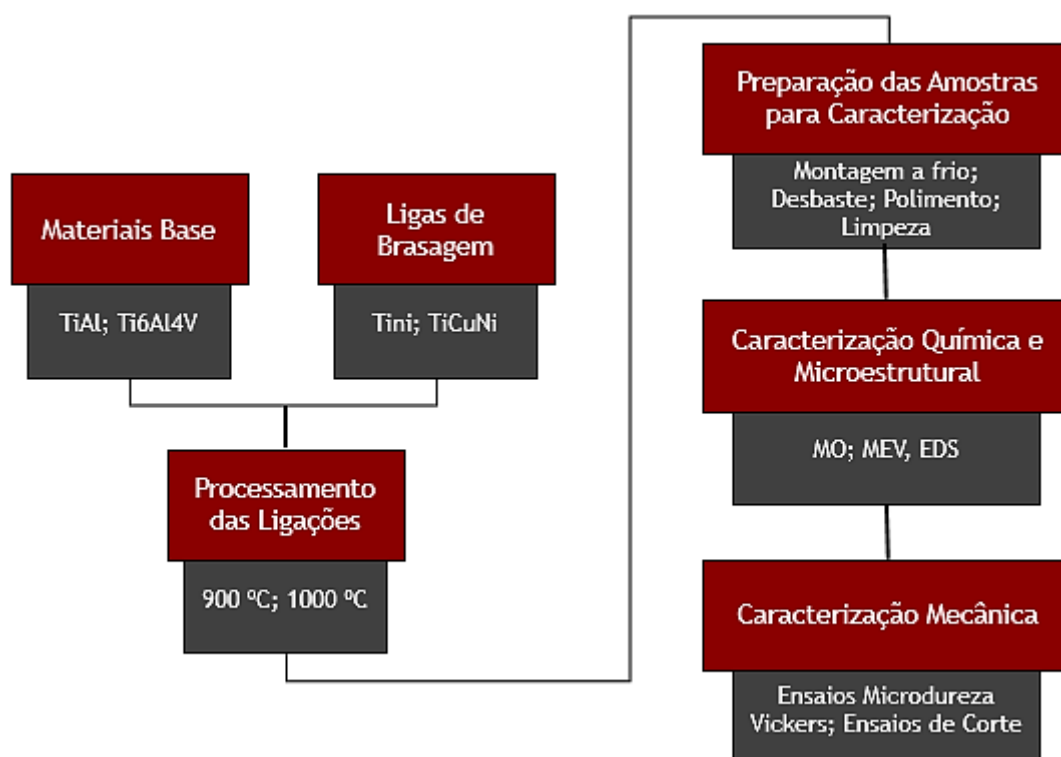 Materiais Base
TiAl; Ti6Al4V
Ligas de
Brasagem
Tini; TiCuNi
Processamento
das Ligações
900 ºC; 1000 ºC
Preparação das Amostras
para Caracterização
Montagem a frio;
Desbaste; Polimento;
Limpeza
Caracterização Química e
Microestrutural
MO; MEV, EDS
Caracterização Mecânica
Ensaios Microdureza
Vickers; Ensaios de Corte